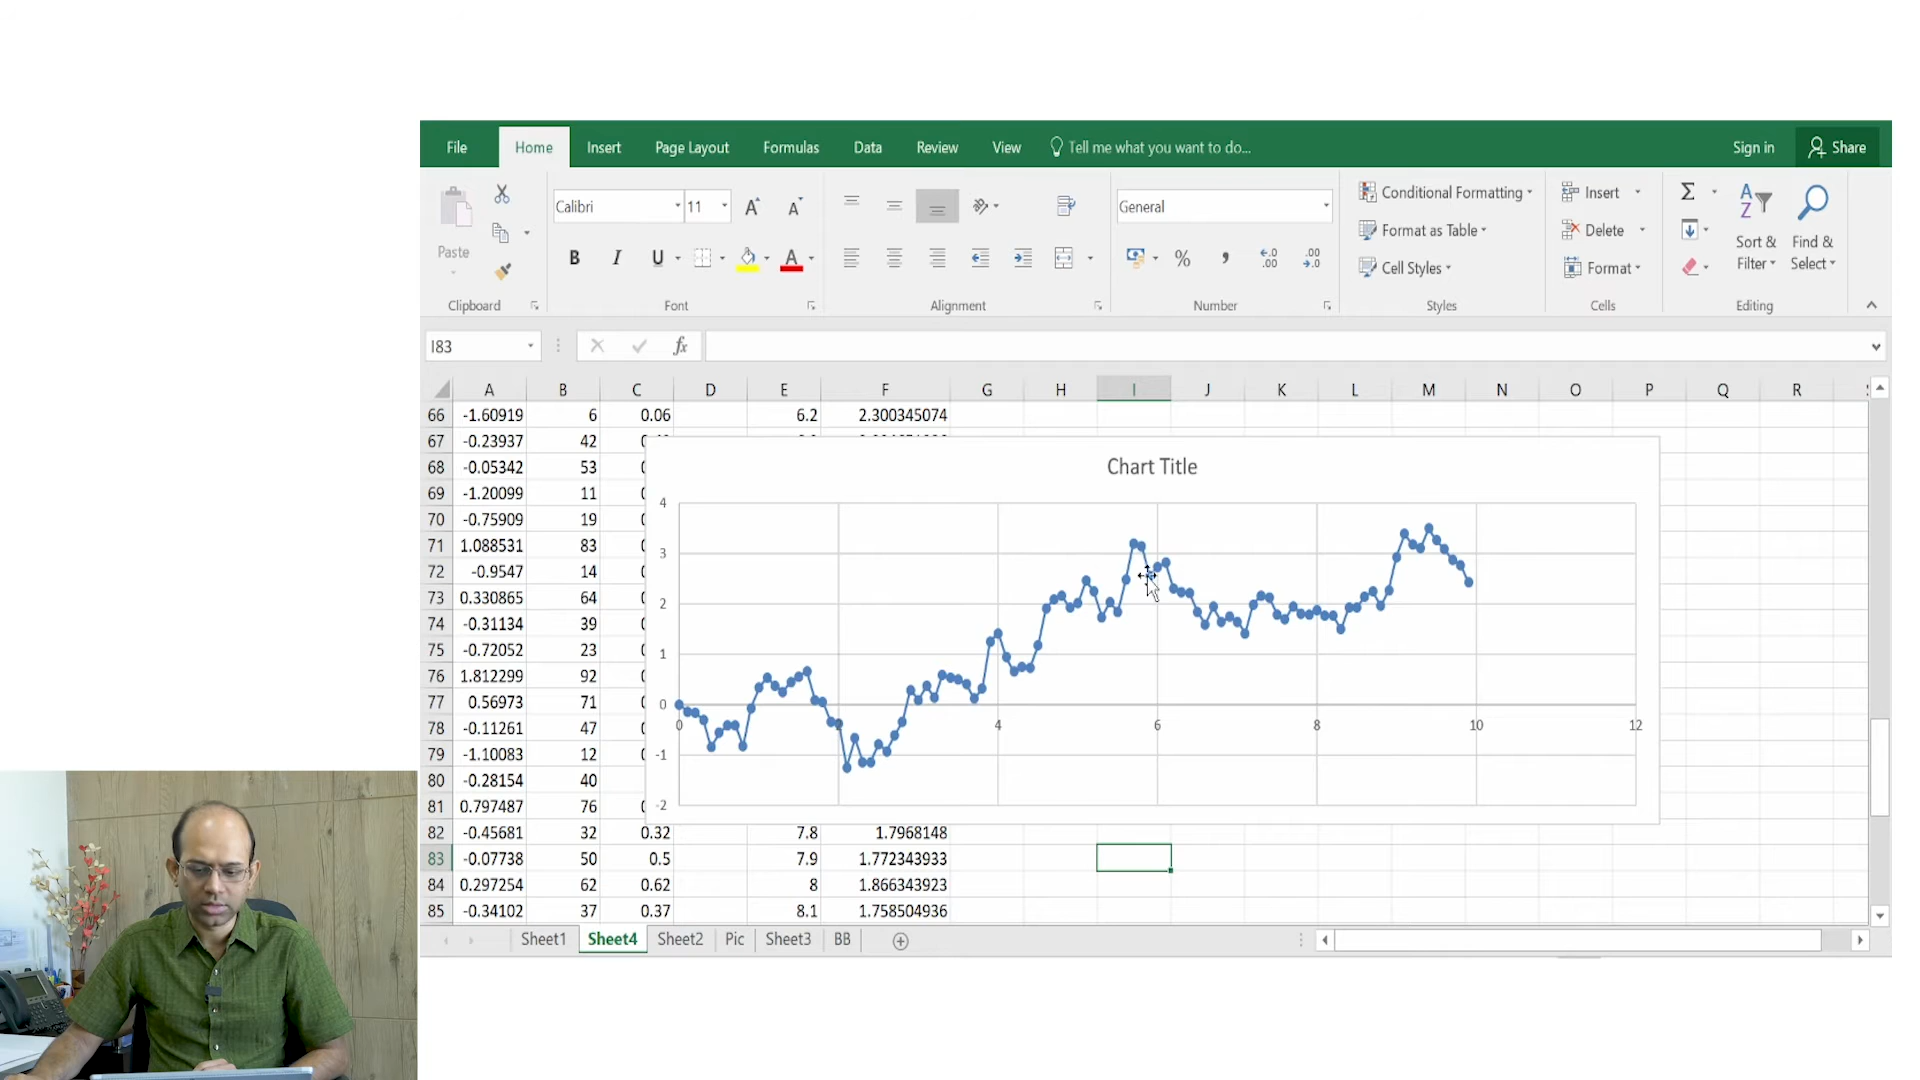 File Home Insert Page Layout Formulas Data Review View Tell me what you want to do... Sign in Share
Paste
Calibri 11
General
Conditional Formatting
Format as Table
Cell Styles
Insert
Delete
Format
Sort & Filter
Find & Select
B I U A % ,
Clipboard Font Alignment Number Styles Cells Editing
I83 fx
A B C D E F G H I J K L M N O P Q R
66 -1.60919 6 0.06 6.2 2.300345074
67 -0.23937 42
68 -0.05342 53
69 -1.20099 11
70 -0.75909 19
71 1.088531 83
72 -0.9547 14
73 0.330865 64
74 -0.31134 39
75 -0.72052 23
76 1.812299 92
77 0.56973 71
78 -0.11261 47
79 -1.10083 12
80 -0.28154 40
81 0.797487 76
82 -0.45681 32 0.32 7.8 1.7968148
83 -0.07738 50 0.5 7.9 1.772343933
84 0.297254 62 0.62 8 1.866343923
85 -0.34102 37 0.37 8.1 1.758504936
Chart Title
4
3
2
1
0
-1
-2
0 2 4 6 8 10 12
Sheet1 Sheet4 Sheet2 Pic Sheet3 BB